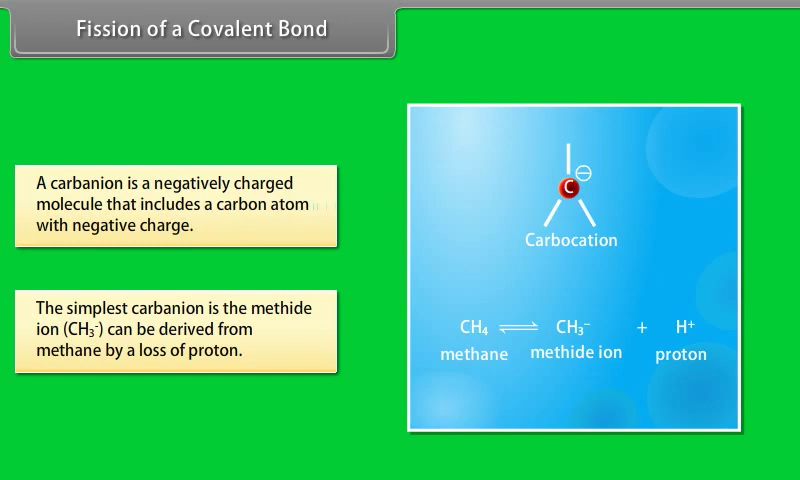 Fission of a Covalent Bond
A carbanion is a negatively charged
molecule that includes a carbon atom
with negative charge.
The simplest carbanion is the methide
ion (CH₃⁻) can be derived from
methane by a loss of proton.
C ⊖
Carbocation
CH₄ ⇌ CH₃⁻ + H⁺
methane methide ion proton